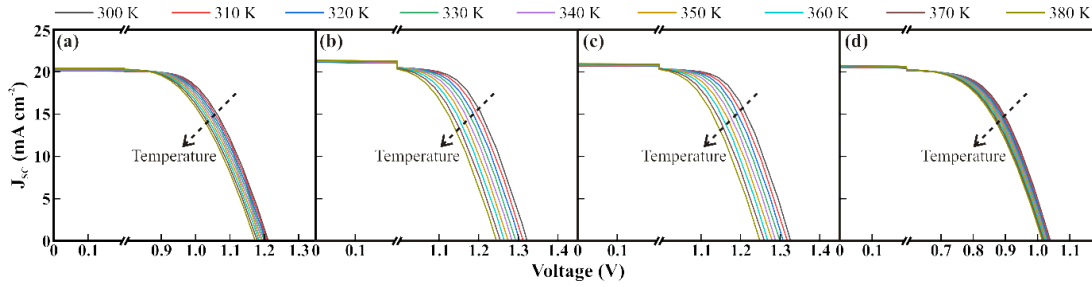 300 K 310 K 320 K 330 K 340 K 350 K 360 K 370 K 380 K
(a) (b) (c) (d)
25
20
15
10
5
0
J_SC (mA cm⁻²)
Temperature Temperature Temperature Temperature
0 0.1 0.9 1.0 1.1 1.2 1.3 0 0.1 1.1 1.2 1.3 1.4 0 0.1 1.1 1.2 1.3 1.4 0 0.1 0.7 0.8 0.9 1.0 1.1
Voltage (V)